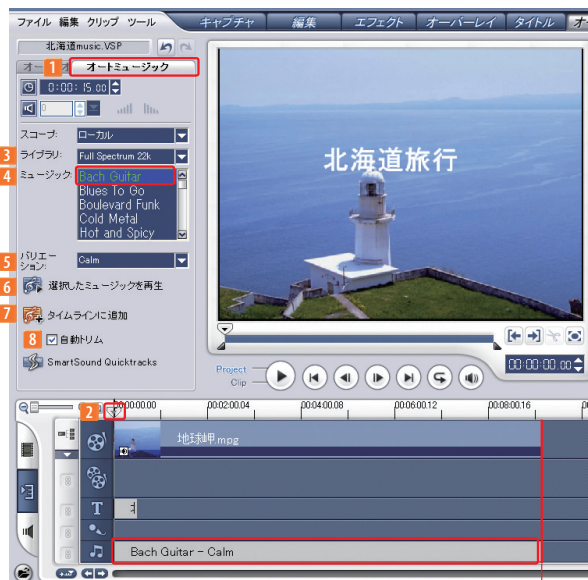 ファイル 編集 クリップ ツール
キャプチャ 編集 エフェクト オーバーレイ タイトル
北海道music.VSP
1 オートミュージック
0:00:15.00
0
スコープ: ローカル
3 ライブラリ: Full Spectrum 22k
4 ミュージック: Bach Guitar
Blues To Go
Boulevard Funk
Cold Metal
Hot and Spicy
5 バリエーション: Calm
6 選択したミュージックを再生
7 タイムラインに追加
8 自動トリム
SmartSound Quicktracks
北海道旅行
Project
Clip
00:00:00.00
2 00:00:00.00 00:02:00.04 00:04:00.08 00:06:00.12 00:08:00.16
地球岬.mpg
T
Bach Guitar - Calm